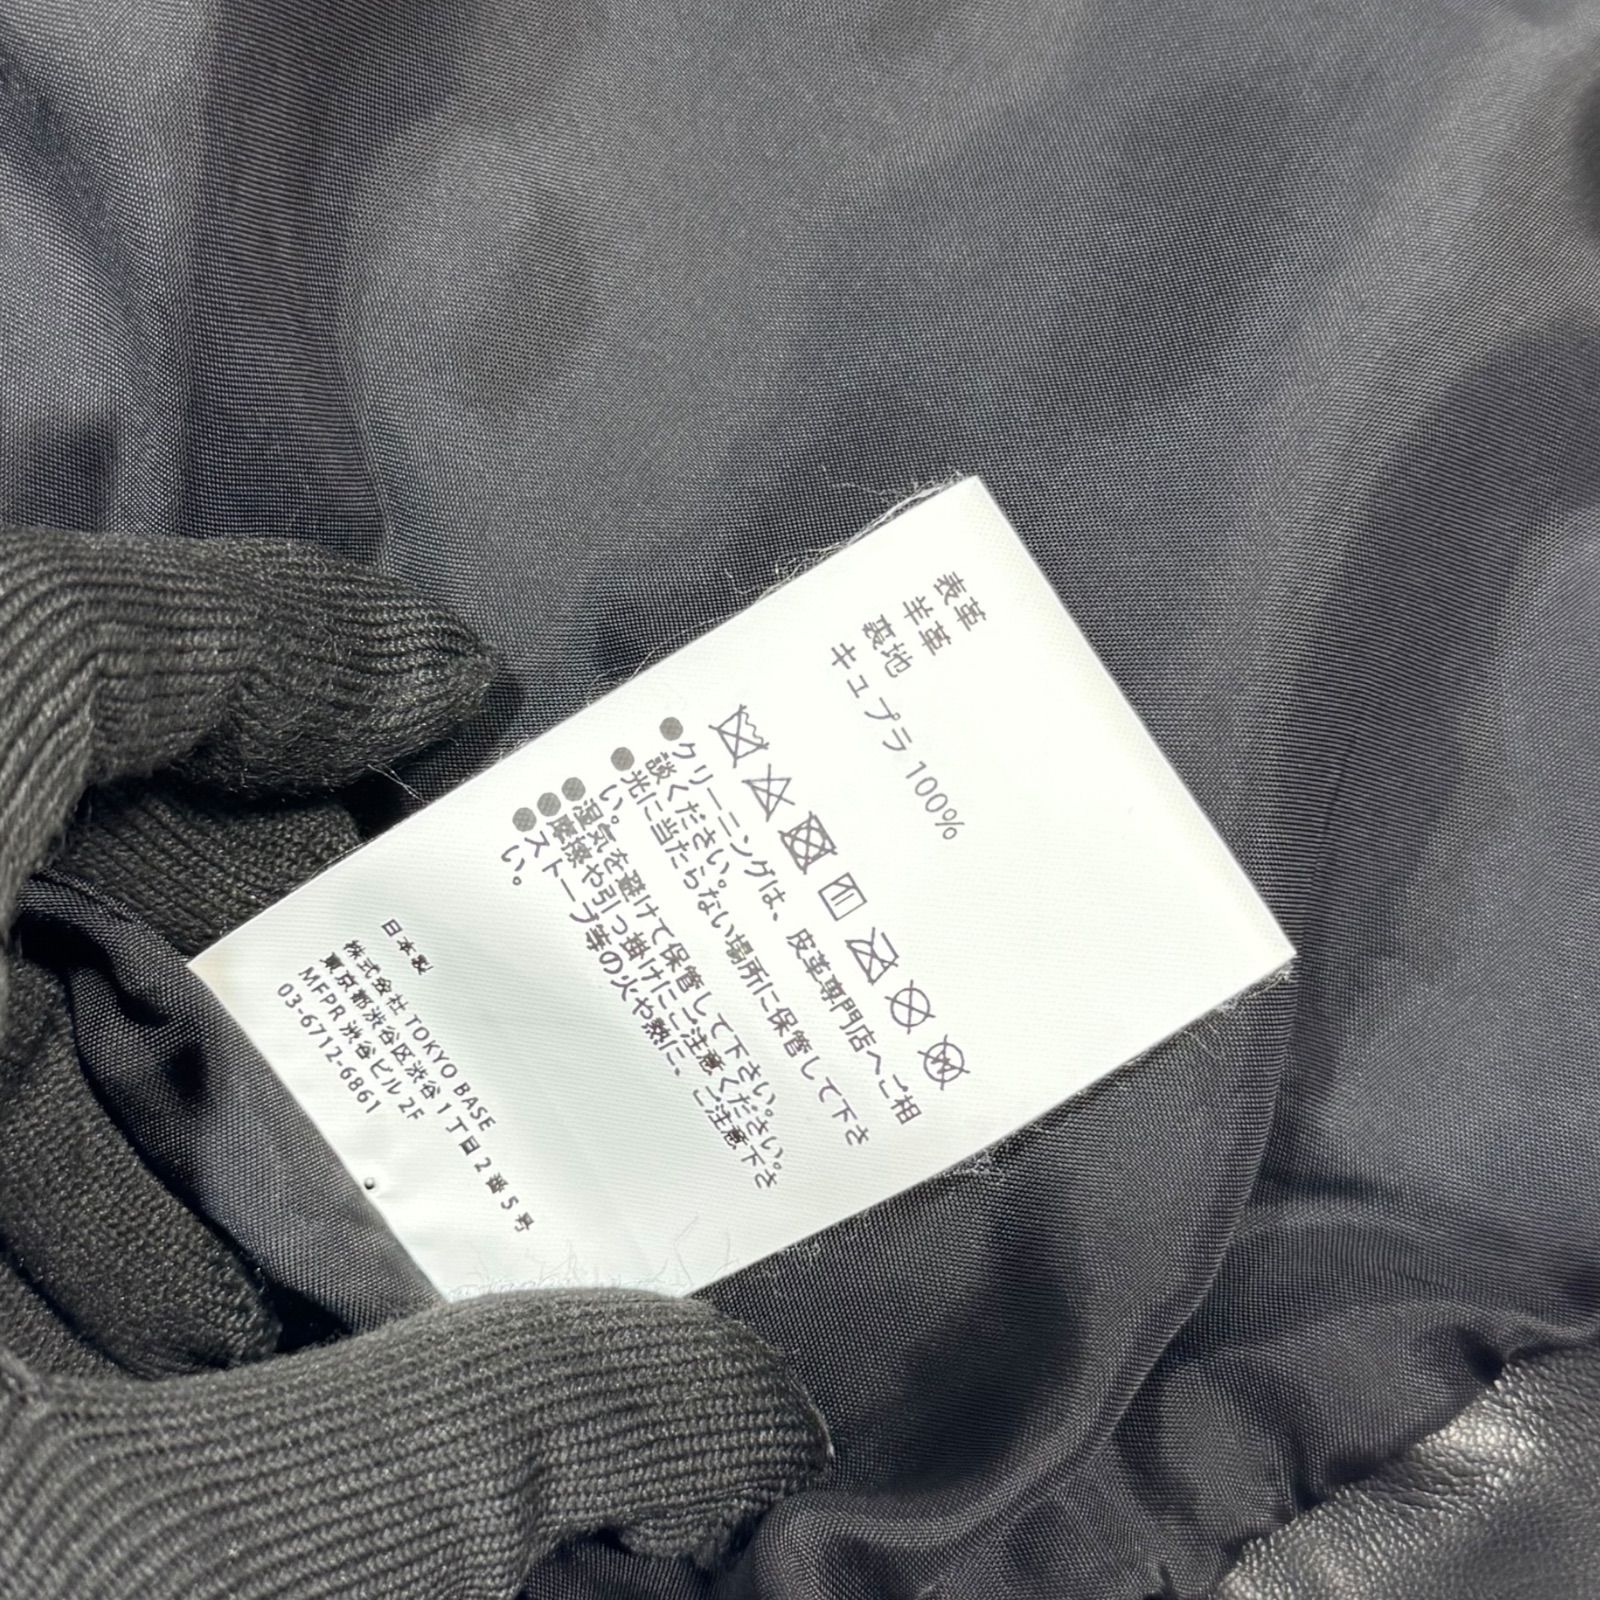 表革
羊革
裏地
キュプラ 100%
●クリーニングは、皮革専門店へご相
談ください。
●光に当たらない場所に保管して下さ
い。
●湿気を避けて保管して下さい。
●摩擦や引っ掛けにご注意ください。
●ストーブ等の火や熱に、ご注意下さ
い。
日本製
株式会社 TOKYO BASE
東京都渋谷区渋谷 1丁目 2番 5号
MFPR 渋谷ビル 2F
03-6712-6861